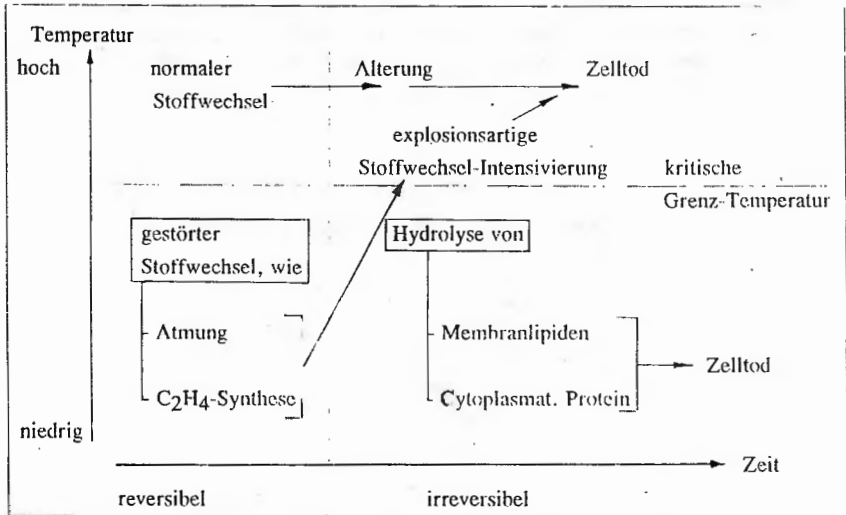 Temperatur
hoch
normaler
Stoffwechsel
Alterung
Zelltod
explosionsartige
Stoffwechsel-Intensivierung
kritische
Grenz-Temperatur
gestörter
Stoffwechsel, wie
Atmung
C2H4-Synthese
Hydrolyse von
Membranlipiden
Cytoplasmat. Protein
Zelltod
niedrig
Zeit
reversibel
irreversibel